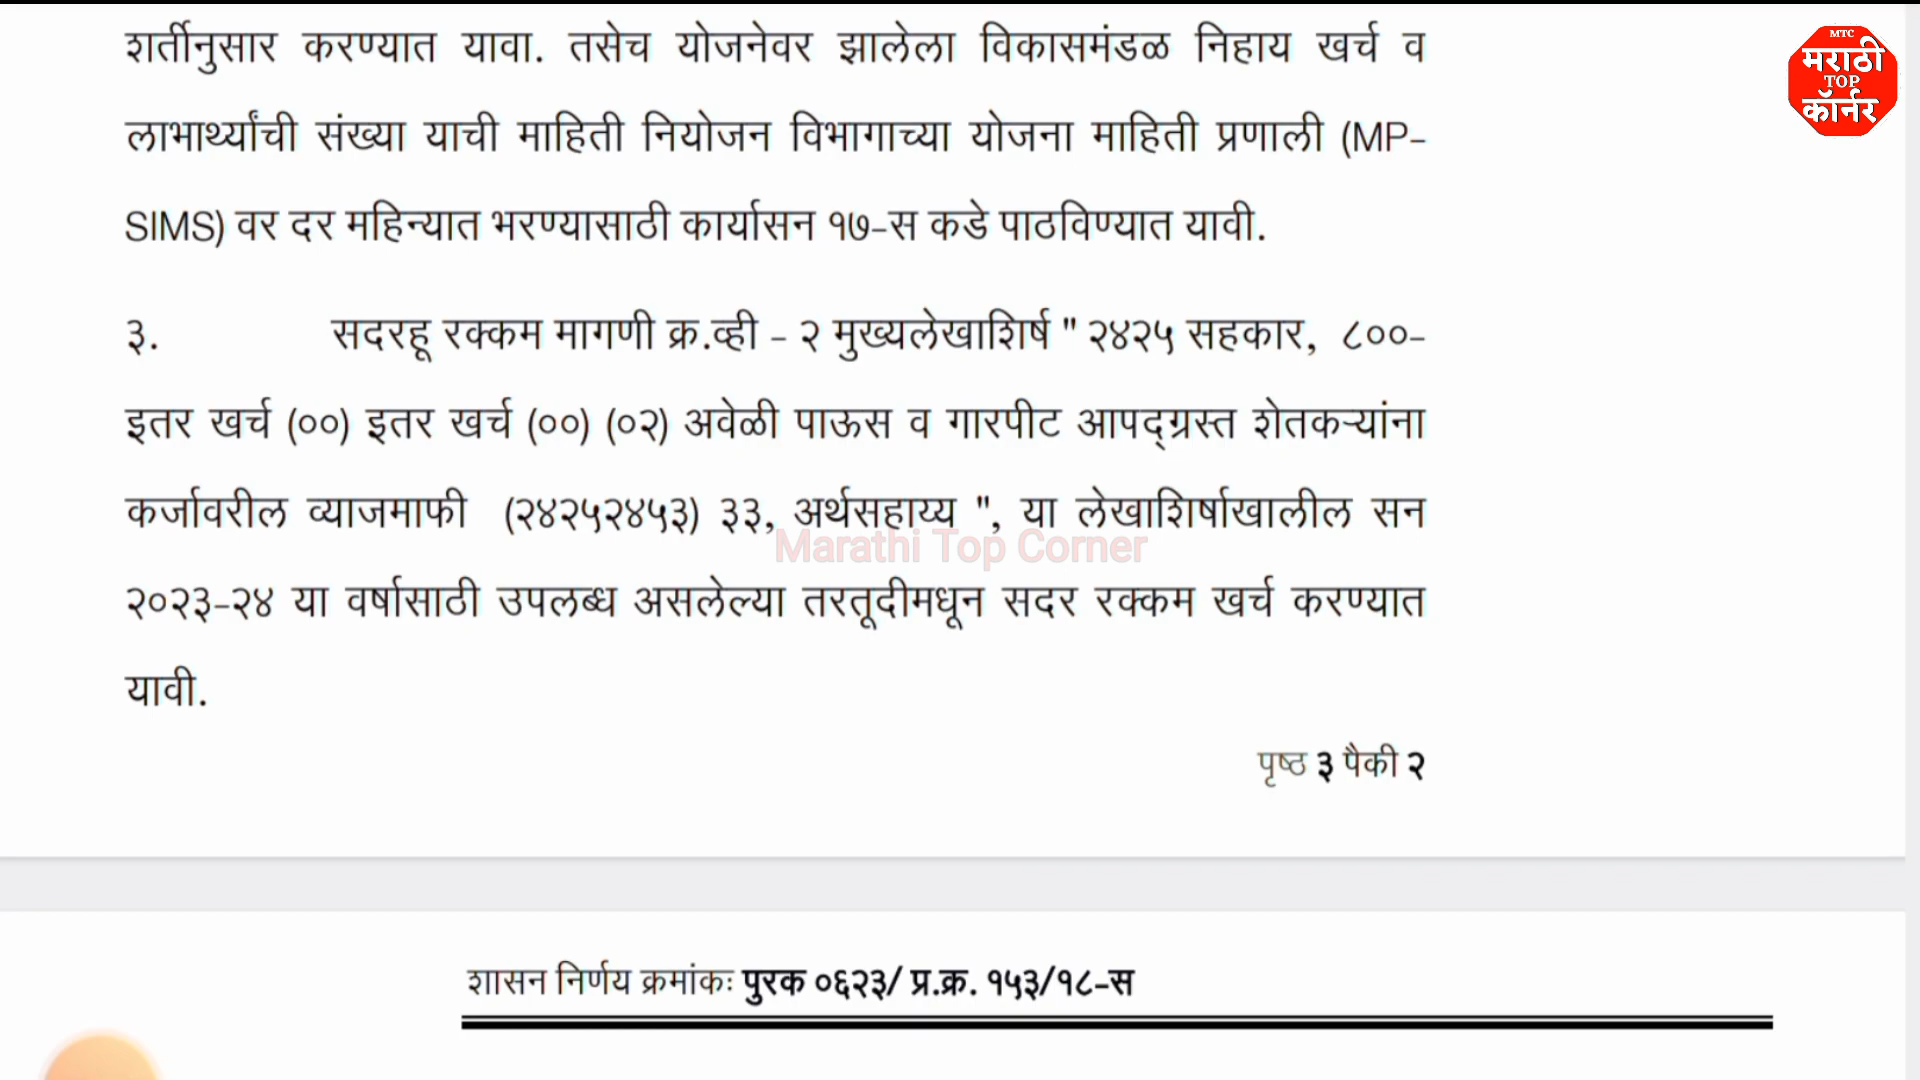 MTC
मराठी
TOP
कॉर्नर
शर्तीनुसार करण्यात यावा. तसेच योजनेवर झालेला विकासमंडळ निहाय खर्च व
लाभार्थ्यांची संख्या याची माहिती नियोजन विभागाच्या योजना माहिती प्रणाली (MP-
SIMS) वर दर महिन्यात भरण्यासाठी कार्यासन १७-स कडे पाठविण्यात यावी.
३. सदरहू रक्कम मागणी क्र.व्ही - २ मुख्यलेखाशिर्ष " २४२५ सहकार, ८००-
इतर खर्च (००) इतर खर्च (००) (०२) अवेळी पाऊस व गारपीट आपद्ग्रस्त शेतकऱ्यांना
कर्जावरील व्याजमाफी (२४२५२४५३) ३३, अर्थसहाय्य ", या लेखाशिर्षाखालील सन
Marathi Top Corner
२०२३-२४ या वर्षासाठी उपलब्ध असलेल्या तरतूदीमधून सदर रक्कम खर्च करण्यात
यावी.
पृष्ठ ३ पैकी २
शासन निर्णय क्रमांकः पुरक ०६२३/ प्र.क्र. १५३/१८-स